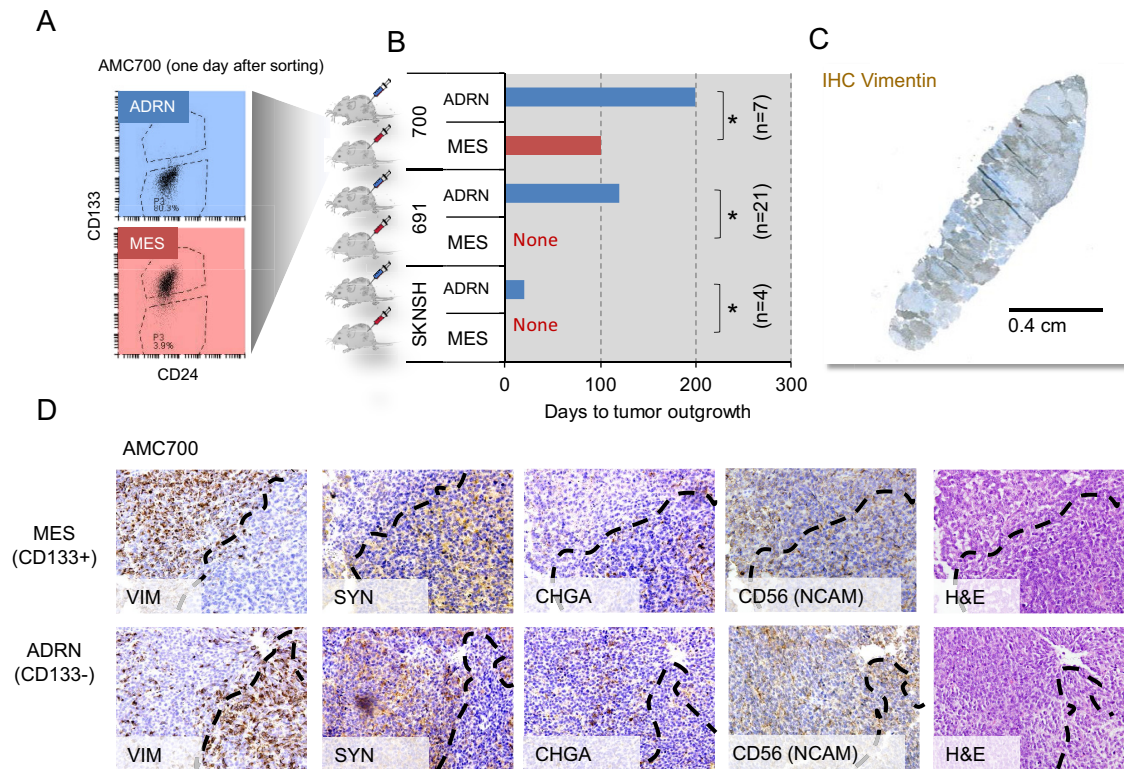 A
AMC700 (one day after sorting)
ADRN
P3
80.3%
MES
P3
3.9%
CD133
CD24
B
700
ADRN
MES
*
(n=7)
691
ADRN
MES
None
*
(n=21)
SKNSH
ADRN
MES
None
*
(n=4)
0 100 200 300
Days to tumor outgrowth
C
IHC Vimentin
0.4 cm
D
AMC700
MES
(CD133+)
VIM
SYN
CHGA
CD56 (NCAM)
H&E
ADRN
(CD133-)
VIM
SYN
CHGA
CD56 (NCAM)
H&E